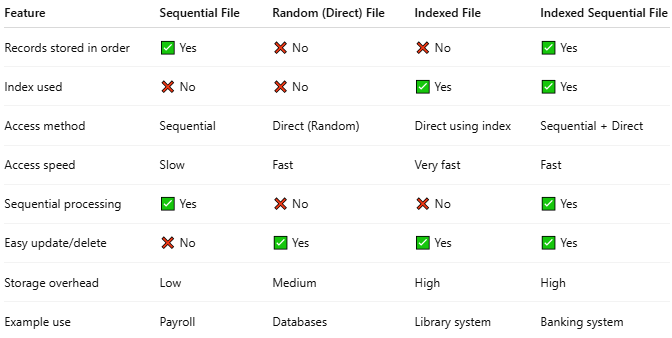 Feature Sequential File Random (Direct) File Indexed File Indexed Sequential File
Records stored in order ✅ Yes ❌ No ❌ No ✅ Yes
Index used ❌ No ❌ No ✅ Yes ✅ Yes
Access method Sequential Direct (Random) Direct using index Sequential + Direct
Access speed Slow Fast Very fast Fast
Sequential processing ✅ Yes ❌ No ❌ No ✅ Yes
Easy update/delete ❌ No ✅ Yes ✅ Yes ✅ Yes
Storage overhead Low Medium High High
Example use Payroll Databases Library system Banking system